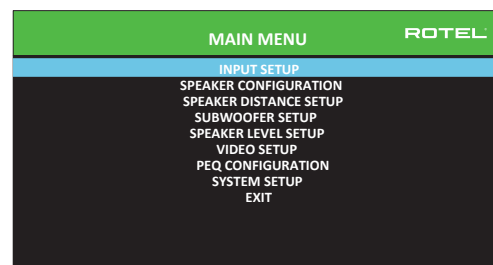 MAIN MENU
ROTEL
INPUT SETUP
SPEAKER CONFIGURATION
SPEAKER DISTANCE SETUP
SUBWOOFER SETUP
SPEAKER LEVEL SETUP
VIDEO SETUP
PEQ CONFIGURATION
SYSTEM SETUP
EXIT